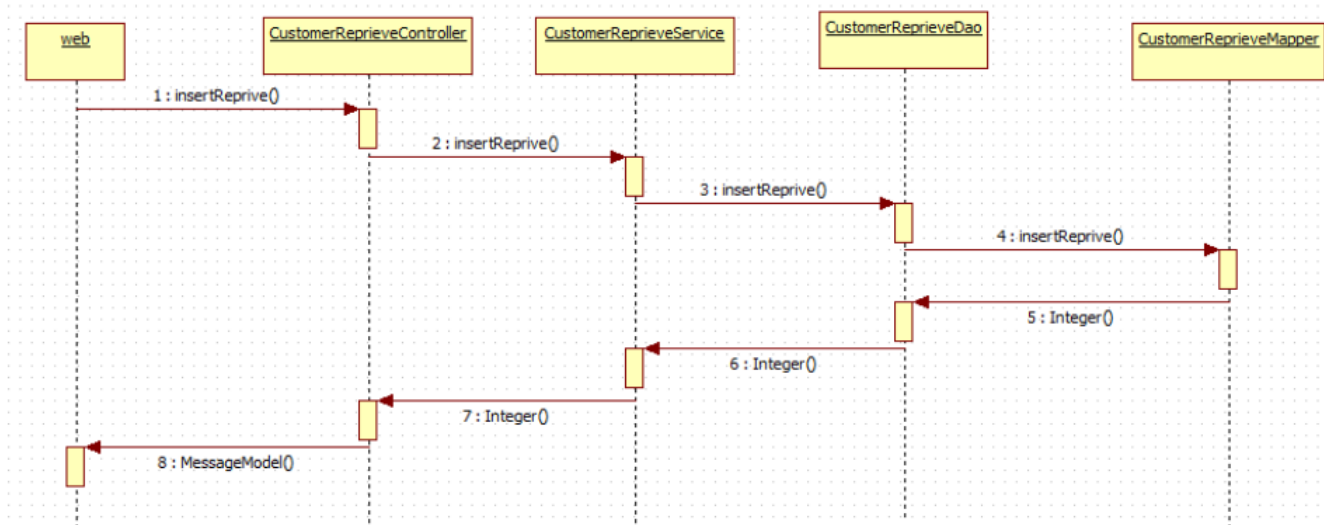 web
CustomerReprieveController
CustomerReprieveService
CustomerReprieveDao
CustomerReprieveMapper
1 : insertReprive()
2 : insertReprive()
3 : insertReprive()
4 : insertReprive()
5 : Integer()
6 : Integer()
7 : Integer()
8 : MessageModel()